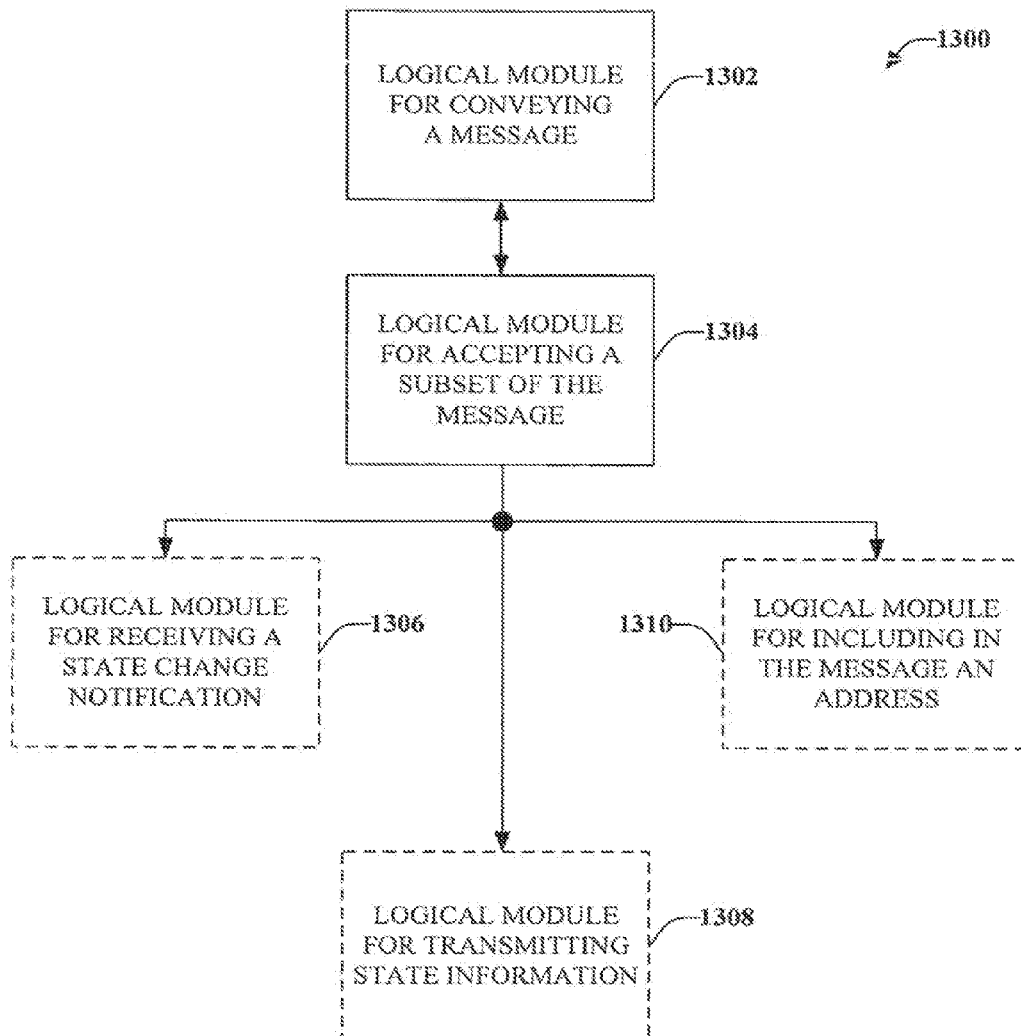 1300
LOGICAL MODULE
FOR CONVEYING
A MESSAGE
1302
LOGICAL MODULE
FOR ACCEPTING A
SUBSET OF THE
MESSAGE
1304
LOGICAL MODULE
FOR RECEIVING A
STATE CHANGE
NOTIFICATION
1306
1310
LOGICAL MODULE
FOR INCLUDING IN
THE MESSAGE AN
ADDRESS
LOGICAL MODULE
FOR TRANSMITTING
STATE INFORMATION
1308